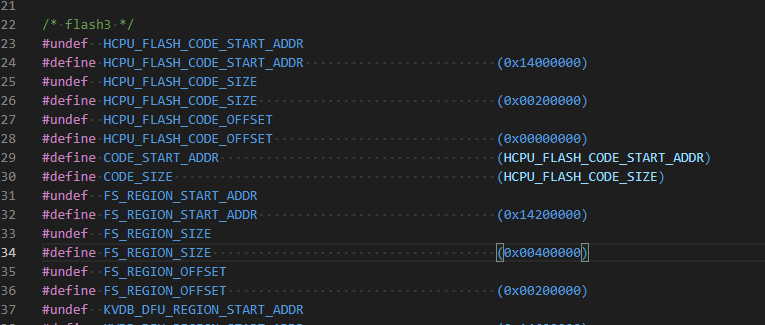 21
22 /* flash3 */
23 #undef HCPU_FLASH_CODE_START_ADDR
24 #define HCPU_FLASH_CODE_START_ADDR (0x14000000)
25 #undef HCPU_FLASH_CODE_SIZE
26 #define HCPU_FLASH_CODE_SIZE (0x00200000)
27 #undef HCPU_FLASH_CODE_OFFSET
28 #define HCPU_FLASH_CODE_OFFSET (0x00000000)
29 #define CODE_START_ADDR (HCPU_FLASH_CODE_START_ADDR)
30 #define CODE_SIZE (HCPU_FLASH_CODE_SIZE)
31 #undef FS_REGION_START_ADDR
32 #define FS_REGION_START_ADDR (0x14200000)
33 #undef FS_REGION_SIZE
34 #define FS_REGION_SIZE (0x00400000)
35 #undef FS_REGION_OFFSET
36 #define FS_REGION_OFFSET (0x00200000)
37 #undef KVDB_DFU_REGION_START_ADDR